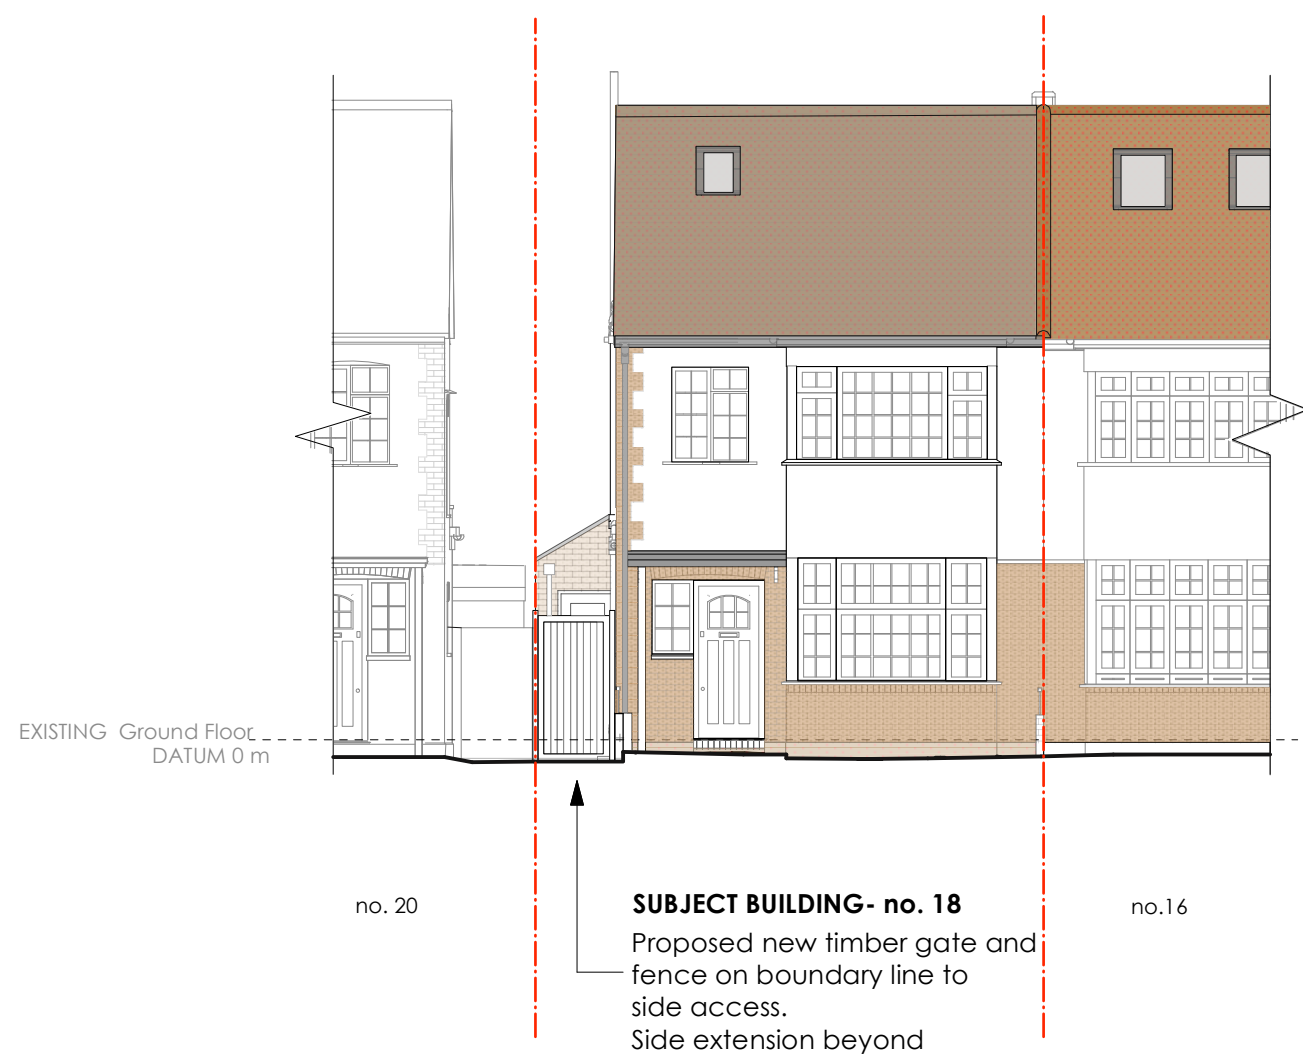 EXISTING Ground Floor
DATUM 0 m
no. 20
SUBJECT BUILDING- no. 18
Proposed new timber gate and
fence on boundary line to
side access.
Side extension beyond
no.16